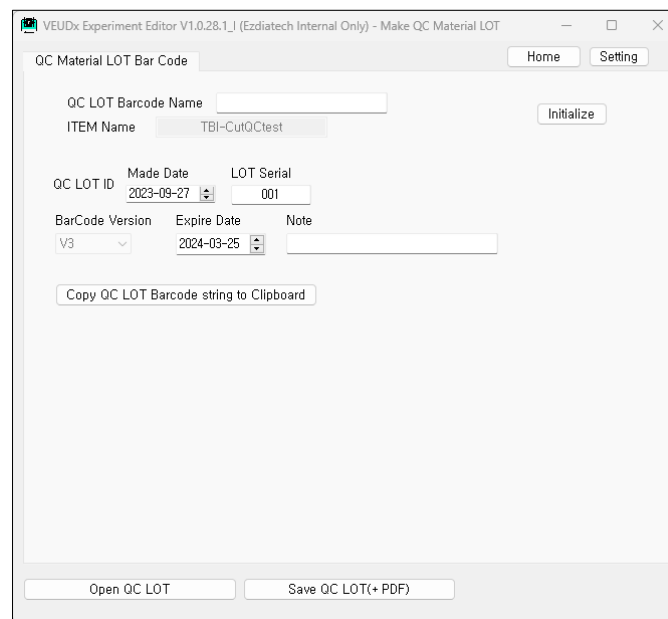 VEUDx Experiment Editor V1.0.28.1_I (Ezdiatech Internal Only) - Make QC Material LOT
QC Material LOT Bar Code
Home
Setting
QC LOT Barcode Name
Initialize
ITEM Name
TBI-CutQCtest
Made Date
LOT Serial
QC LOT ID
2023-09-27
001
BarCode Version
Expire Date
Note
V3
2024-03-25
Copy QC LOT Barcode string to Clipboard
Open QC LOT
Save QC LOT(+ PDF)